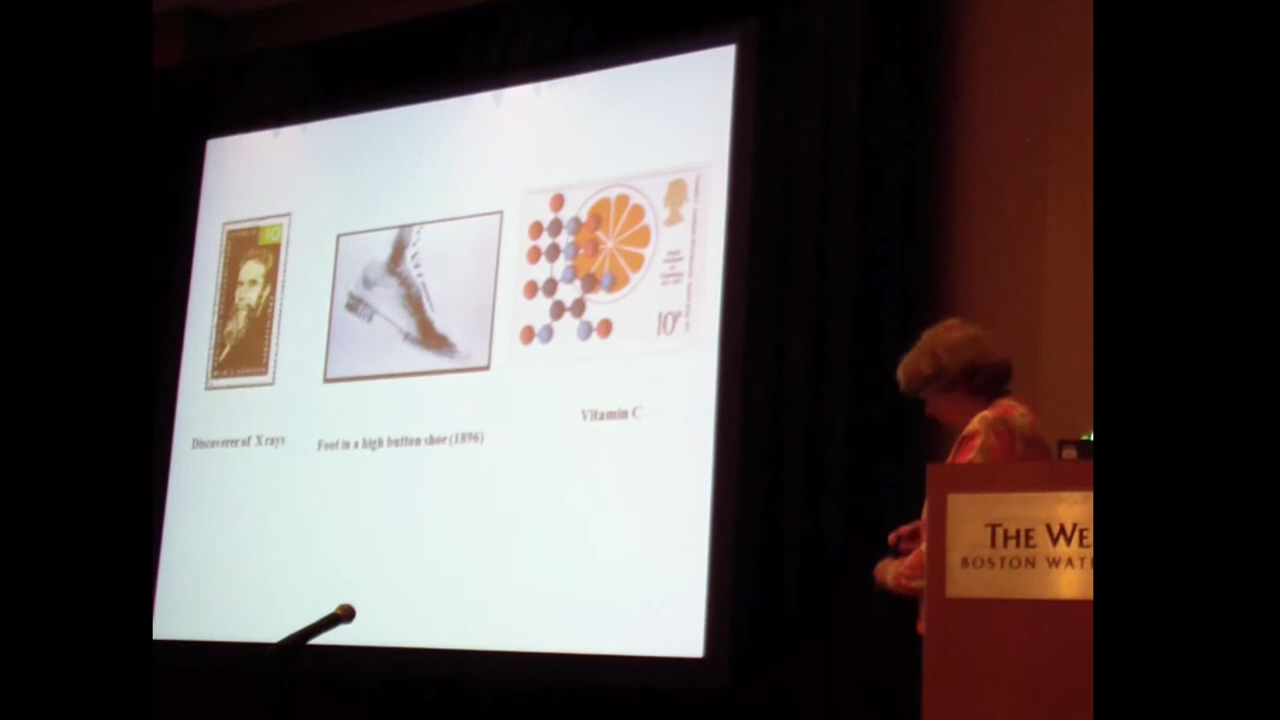 10
Discoverer of X rays
Foot in a high button shoe (1896)
10P
Vitamin C
THE WE
BOSTON WAT